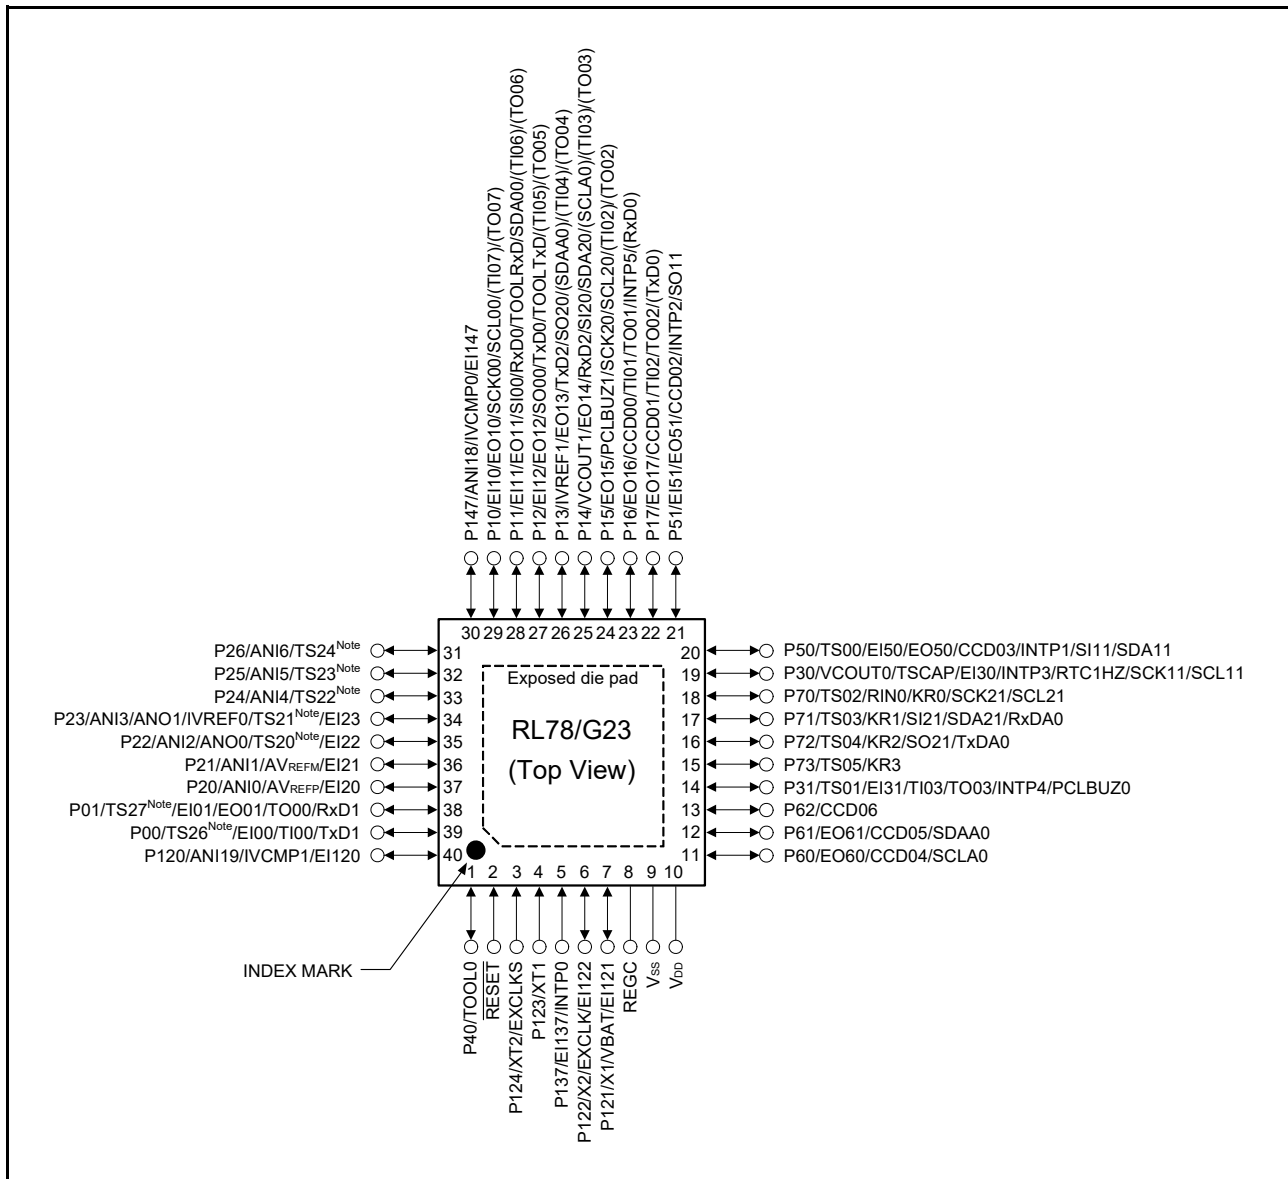 P147/ANI18/IVCMP0/EI147
P10/EI10/EO10/SCK00/SCL00/(TI07)/(TO07)
P11/EI11/EO11/SI00/RxD0/TOOLRxD/SDA00/(TI06)/(TO06)
P12/EI12/EO12/SO00/TxD0/TOOLTxD/(TI05)/(TO05)
P13/IVREF1/EO13/TxD2/SO20/(SDAA0)/(TI04)/(TO04)
P14/VCOUT1/EO14/RxD2/SI20/SDA20/(SCLA0)/(TI03)/(TO03)
P15/EO15/PCLBUZ1/SCK20/SCL20/(TI02)/(TO02)
P16/EO16/CCD00/TI01/TO01/INTP5/(RxD0)
P17/EO17/CCD01/TI02/TO02/(TxD0)
P51/EI51/EO51/CCD02/INTP2/SO11
30 29 28 27 26 25 24 23 22 21
P26/ANI6/TS24Note 31
P25/ANI5/TS23Note 32
P24/ANI4/TS22Note 33
P23/ANI3/ANO1/IVREF0/TS21Note/EI23 34
P22/ANI2/ANO0/TS20Note/EI22 35
P21/ANI1/AVREFM/EI21 36
P20/ANI0/AVREFP/EI20 37
P01/TS27Note/EI01/EO01/TO00/RxD1 38
P00/TS26Note/EI00/TI00/TxD1 39
P120/ANI19/IVCMP1/EI120 40
Exposed die pad
RL78/G23
(Top View)
20 P50/TS00/EI50/EO50/CCD03/INTP1/SI11/SDA11
19 P30/VCOUT0/TSCAP/EI30/INTP3/RTC1HZ/SCK11/SCL11
18 P70/TS02/RIN0/KR0/SCK21/SCL21
17 P71/TS03/KR1/SI21/SDA21/RxDA0
16 P72/TS04/KR2/SO21/TxDA0
15 P73/TS05/KR3
14 P31/TS01/EI31/TI03/TO03/INTP4/PCLBUZ0
13 P62/CCD06
12 P61/EO61/CCD05/SDAA0
11 P60/EO60/CCD04/SCLA0
1 2 3 4 5 6 7 8 9 10
INDEX MARK
P40/TOOL0
RESET
P124/XT2/EXCLKS
P123/XT1
P137/EI137/INTP0
P122/X2/EXCLK/EI122
P121/X1/VBAT/EI121
REGC
VSS
VDD